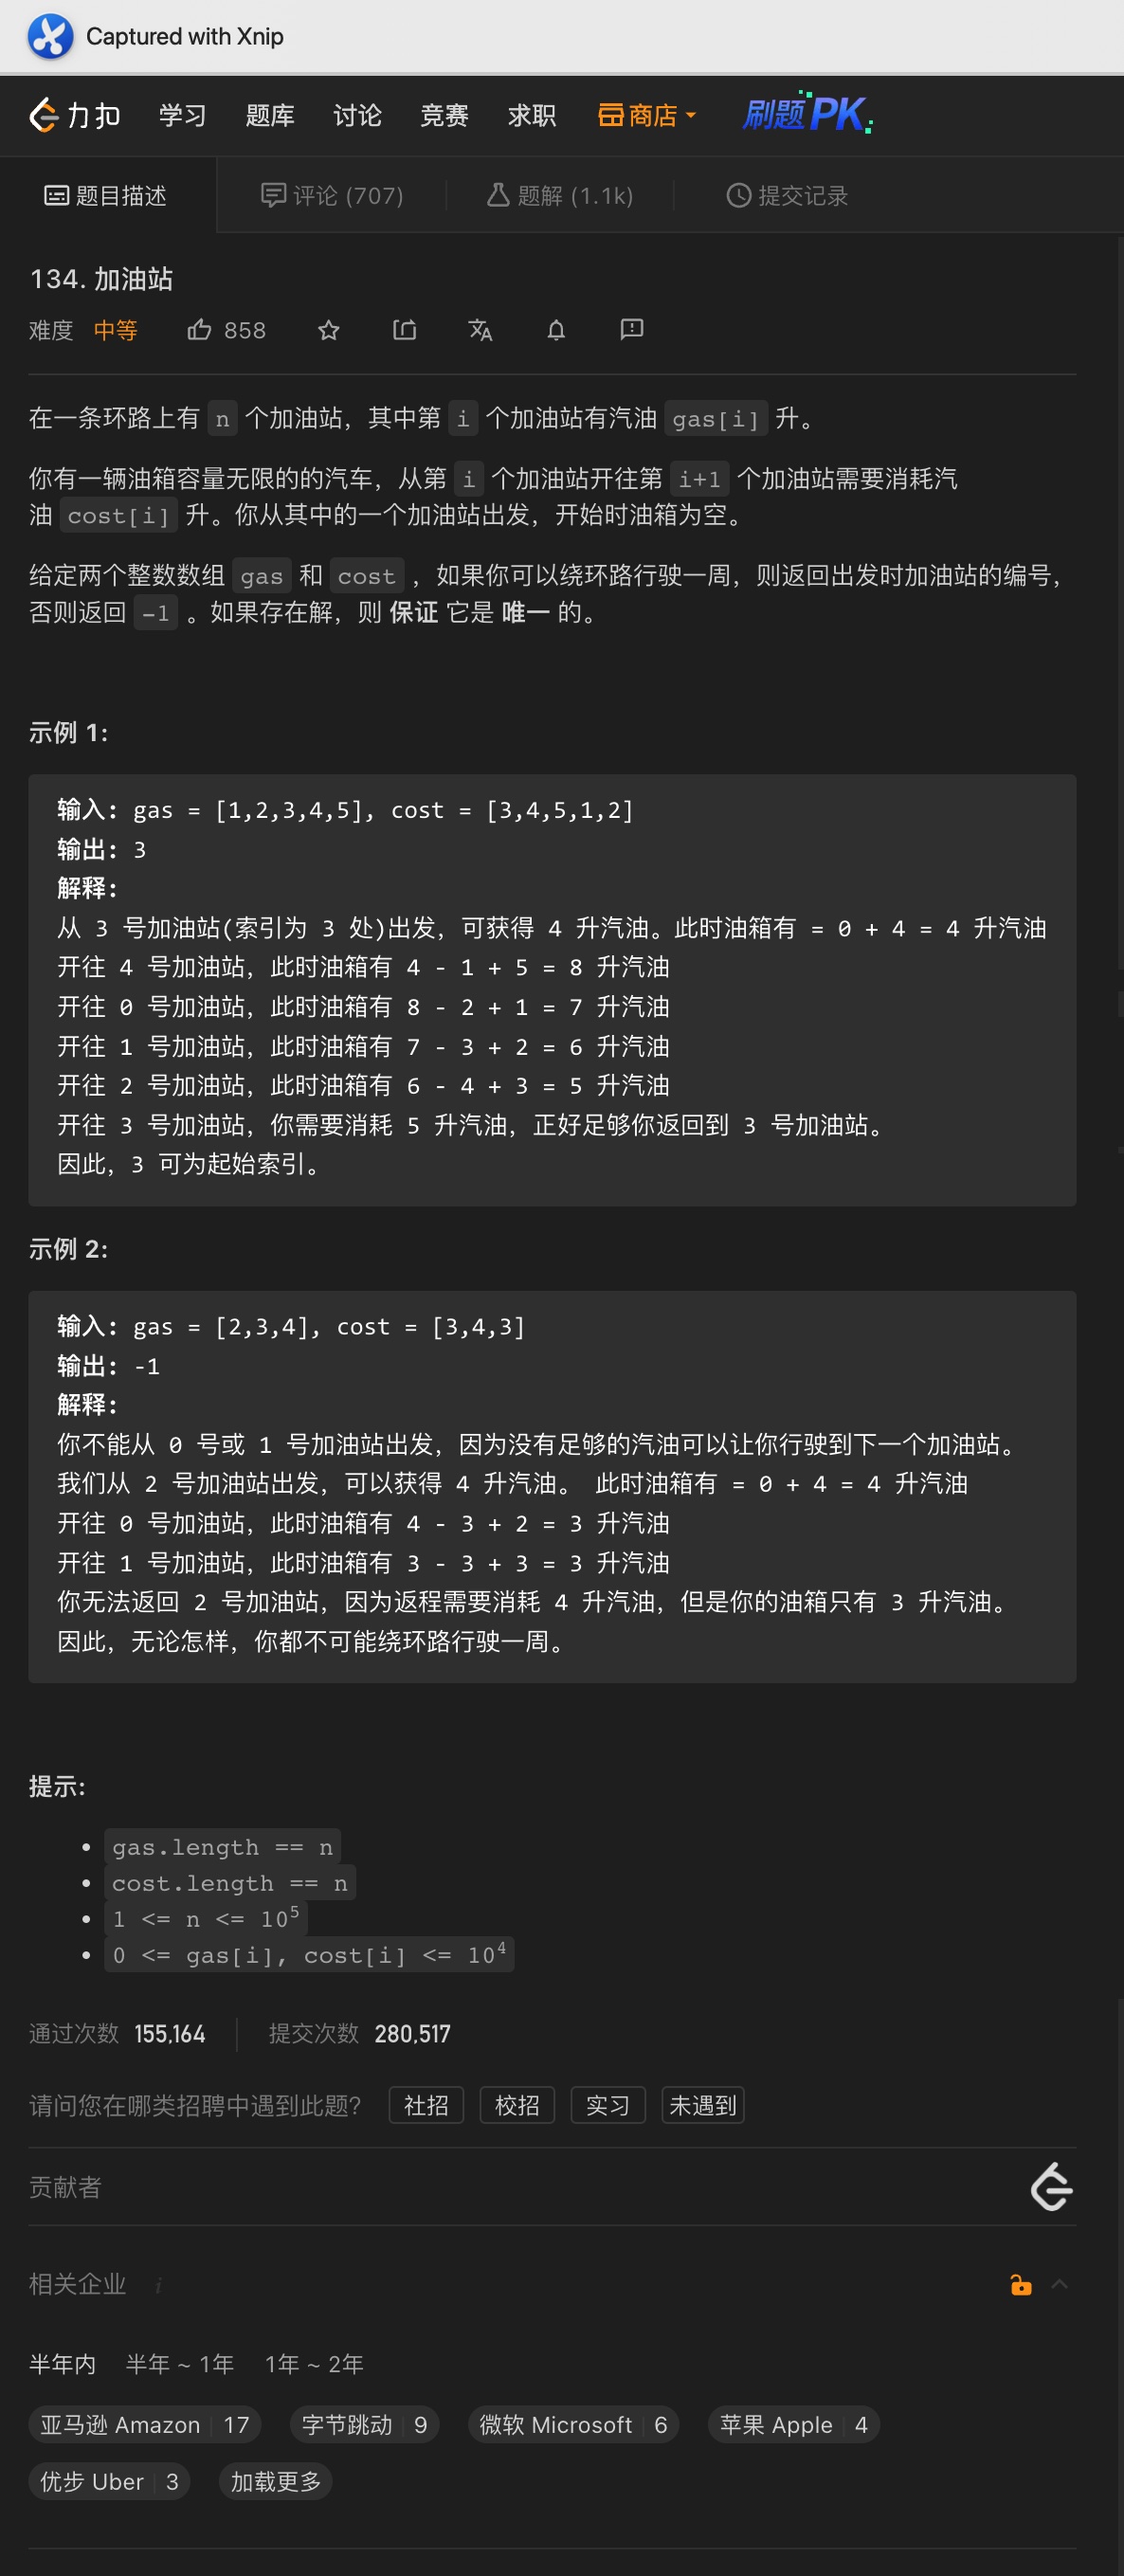 Captured with Xnip
力扣 学习 题库 讨论 竞赛 求职 商店 刷题PK
题目描述 评论 (707) 题解 (1.1k) 提交记录
134. 加油站
难度 中等 858
在一条环路上有 n 个加油站，其中第 i 个加油站有汽油 gas[i] 升。
你有一辆油箱容量无限的的汽车，从第 i 个加油站开往第 i+1 个加油站需要消耗汽
油 cost[i] 升。你从其中的一个加油站出发，开始时油箱为空。
给定两个整数数组 gas 和 cost ，如果你可以绕环路行驶一周，则返回出发时加油站的编号，
否则返回 -1 。如果存在解，则 保证 它是 唯一 的。
示例 1:
输入: gas = [1,2,3,4,5], cost = [3,4,5,1,2]
输出: 3
解释:
从 3 号加油站(索引为 3 处)出发，可获得 4 升汽油。此时油箱有 = 0 + 4 = 4 升汽油
开往 4 号加油站，此时油箱有 4 - 1 + 5 = 8 升汽油
开往 0 号加油站，此时油箱有 8 - 2 + 1 = 7 升汽油
开往 1 号加油站，此时油箱有 7 - 3 + 2 = 6 升汽油
开往 2 号加油站，此时油箱有 6 - 4 + 3 = 5 升汽油
开往 3 号加油站，你需要消耗 5 升汽油，正好足够你返回到 3 号加油站。
因此，3 可为起始索引。
示例 2:
输入: gas = [2,3,4], cost = [3,4,3]
输出: -1
解释:
你不能从 0 号或 1 号加油站出发，因为没有足够的汽油可以让你行驶到下一个加油站。
我们从 2 号加油站出发，可以获得 4 升汽油。 此时油箱有 = 0 + 4 = 4 升汽油
开往 0 号加油站，此时油箱有 4 - 3 + 2 = 3 升汽油
开往 1 号加油站，此时油箱有 3 - 3 + 3 = 3 升汽油
你无法返回 2 号加油站，因为返程需要消耗 4 升汽油，但是你的油箱只有 3 升汽油。
因此，无论怎样，你都不可能绕环路行驶一周。
提示:
• gas.length == n
• cost.length == n
• 1 <= n <= 10⁵
• 0 <= gas[i], cost[i] <= 10⁴
通过次数 155,164 提交次数 280,517
请问您在哪类招聘中遇到此题? 社招 校招 实习 未遇到
贡献者
相关企业 i
半年内 半年 ~ 1年 1年 ~ 2年
亚马逊 Amazon 17 字节跳动 9 微软 Microsoft 6 苹果 Apple 4
优步 Uber 3 加载更多